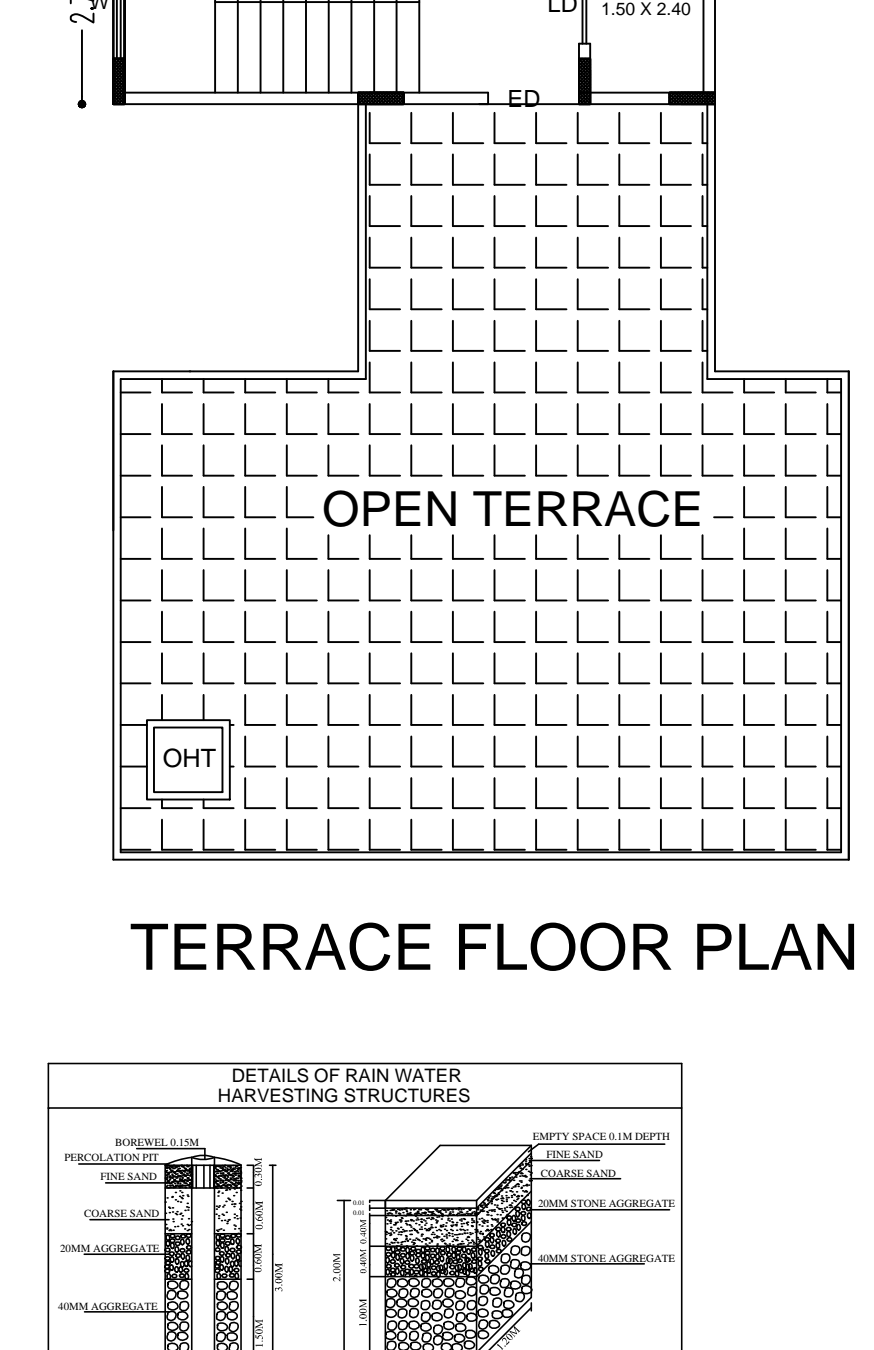 W
LD
1.50 X 2.40
ED
OPEN TERRACE
OHT
TERRACE FLOOR PLAN
DETAILS OF RAIN WATER
HARVESTING STRUCTURES
BOREWEL 0.15M
PERCOLATION PIT
FINE SAND
COARSE SAND
20MM AGGREGATE
40MM AGGREGATE
0.30M
0.60M
0.60M
1.50M
3.00M
EMPTY SPACE 0.1M DEPTH
FINE SAND
COARSE SAND
20MM STONE AGGREGATE
40MM STONE AGGREGATE
0.01
0.01
0.40M
0.40M
1.00M
2.00M
1.20M